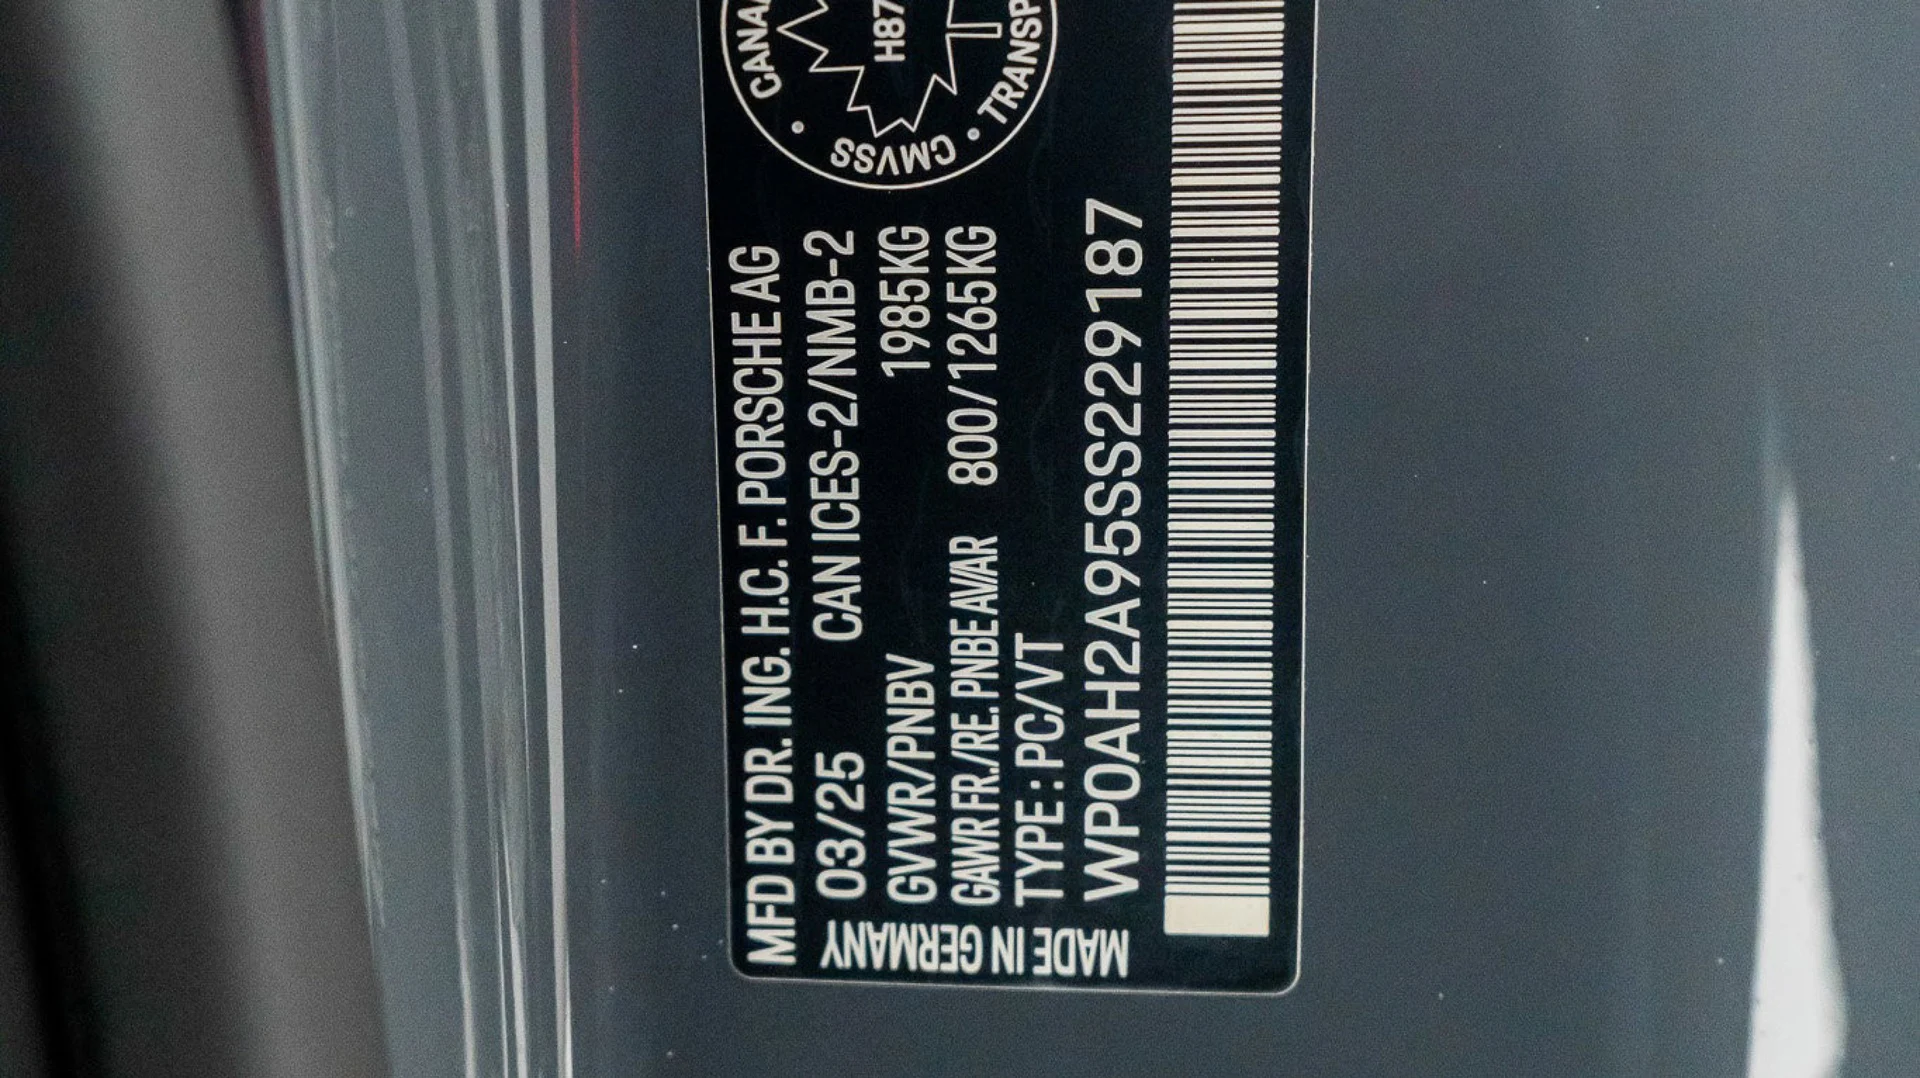 CANA
H87
TRANSP
CMVSS
MFD BY DR. ING. H.C. F. PORSCHE AG
03/25 CAN ICES-2/NMB-2
GVWR/PNBV 1985KG
GAWR FR./RE. PNBE AV/AR 800/1265KG
TYPE : PC/VT
WP0AH2A95SS229187
MADE IN GERMANY